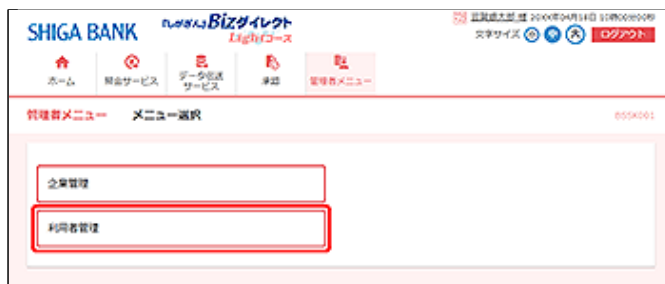 SHIGA BANK
『しがぎん』Bizダイレクト
Lightコース
文字サイズ 小 中 大 ログアウト
ホーム
照会サービス
データ伝送
サービス
承認
管理者メニュー
管理者メニュー メニュー選択
BSSK001
企業管理
利用者管理